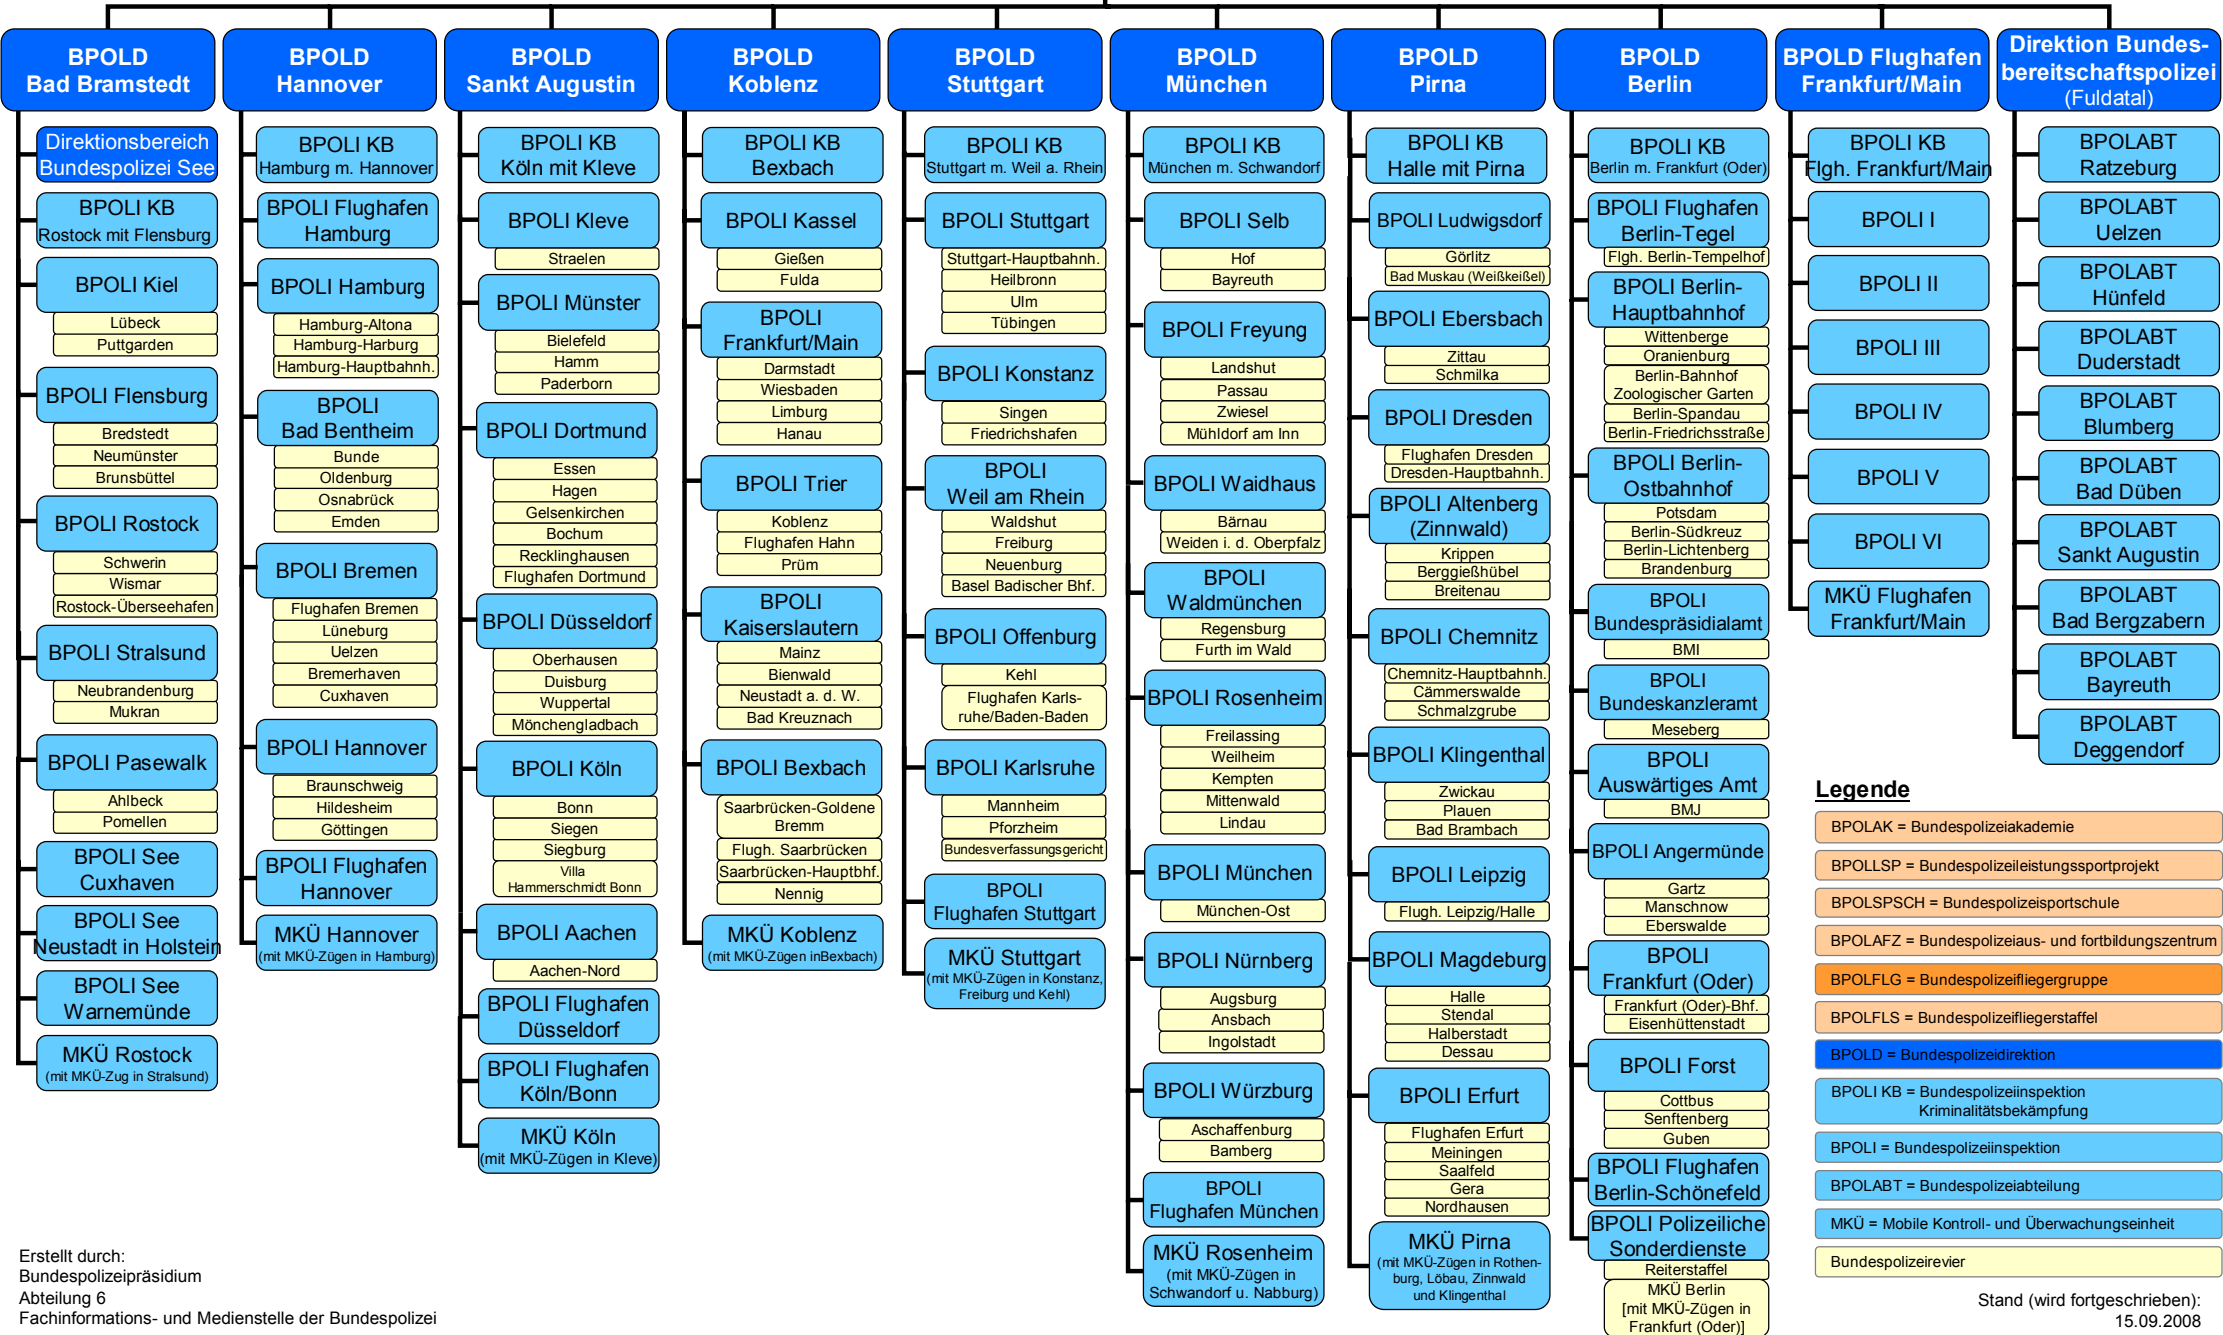 BPOLD
Bad Bramstedt
Direktionsbereich
Bundespolizei See
BPOLI KB
Rostock mit Flensburg
BPOLI Kiel
Lübeck
Puttgarden
BPOLI Flensburg
Bredstedt
Neumünster
Brunsbüttel
BPOLI Rostock
Schwerin
Wismar
Rostock-Überseehafen
BPOLI Stralsund
Neubrandenburg
Mukran
BPOLI Pasewalk
Ahlbeck
Pomellen
BPOLI See
Cuxhaven
BPOLI See
Neustadt in Holstein
BPOLI See
Warnemünde
MKÜ Rostock
(mit MKÜ-Zug in Stralsund)
BPOLD
Hannover
BPOLI KB
Hamburg m. Hannover
BPOLI Flughafen
Hamburg
BPOLI Hamburg
Hamburg-Altona
Hamburg-Harburg
Hamburg-Hauptbahnh.
BPOLI
Bad Bentheim
Bunde
Oldenburg
Osnabrück
Emden
BPOLI Bremen
Flughafen Bremen
Lüneburg
Uelzen
Bremerhaven
Cuxhaven
BPOLI Hannover
Braunschweig
Hildesheim
Göttingen
BPOLI Flughafen
Hannover
MKÜ Hannover
(mit MKÜ-Zügen in Hamburg)
BPOLD
Sankt Augustin
BPOLI KB
Köln mit Kleve
BPOLI Kleve
Straelen
BPOLI Münster
Bielefeld
Hamm
Paderborn
BPOLI Dortmund
Essen
Hagen
Gelsenkirchen
Bochum
Recklinghausen
Flughafen Dortmund
BPOLI Düsseldorf
Oberhausen
Duisburg
Wuppertal
Mönchengladbach
BPOLI Köln
Bonn
Siegen
Siegburg
Villa
Hammerschmidt Bonn
BPOLI Aachen
Aachen-Nord
BPOLI Flughafen
Düsseldorf
BPOLI Flughafen
Köln/Bonn
MKÜ Köln
(mit MKÜ-Zügen in Kleve)
BPOLD
Koblenz
BPOLI KB
Bexbach
BPOLI Kassel
Gießen
Fulda
BPOLI
Frankfurt/Main
Darmstadt
Wiesbaden
Limburg
Hanau
BPOLI Trier
Koblenz
Flughafen Hahn
Prüm
BPOLI
Kaiserslautern
Mainz
Bienwald
Neustadt a. d. W.
Bad Kreuznach
BPOLI Bexbach
Saarbrücken-Goldene
Bremm
Flugh. Saarbrücken
Saarbrücken-Hauptbhf.
Nennig
MKÜ Koblenz
(mit MKÜ-Zügen inBexbach)
BPOLD
Stuttgart
BPOLI KB
Stuttgart m. Weil a. Rhein
BPOLI Stuttgart
Stuttgart-Hauptbahnh.
Heilbronn
Ulm
Tübingen
BPOLI Konstanz
Singen
Friedrichshafen
BPOLI
Weil am Rhein
Waldshut
Freiburg
Neuenburg
Basel Badischer Bhf.
BPOLI Offenburg
Kehl
Flughafen Karls-
ruhe/Baden-Baden
BPOLI Karlsruhe
Mannheim
Pforzheim
Bundesverfassungsgericht
BPOLI
Flughafen Stuttgart
MKÜ Stuttgart
(mit MKÜ-Zügen in Konstanz,
Freiburg und Kehl)
BPOLD
München
BPOLI KB
München m. Schwandorf
BPOLI Selb
Hof
Bayreuth
BPOLI Freyung
Landshut
Passau
Zwiesel
Mühldorf am Inn
BPOLI Waidhaus
Bärnau
Weiden i. d. Oberpfalz
BPOLI
Waldmünchen
Regensburg
Furth im Wald
BPOLI Rosenheim
Freilassing
Weilheim
Kempten
Mittenwald
Lindau
BPOLI München
München-Ost
BPOLI Nürnberg
Augsburg
Ansbach
Ingolstadt
BPOLI Würzburg
Aschaffenburg
Bamberg
BPOLI
Flughafen München
MKÜ Rosenheim
(mit MKÜ-Zügen in
Schwandorf u. Nabburg)
BPOLD
Pirna
BPOLI KB
Halle mit Pirna
BPOLI Ludwigsdorf
Görlitz
Bad Muskau (Weißkeißel)
BPOLI Ebersbach
Zittau
Schmilka
BPOLI Dresden
Flughafen Dresden
Dresden-Hauptbahnh.
BPOLI Altenberg
(Zinnwald)
Krippen
Berggießhübel
Breitenau
BPOLI Chemnitz
Chemnitz-Hauptbahnh.
Cämmerswalde
Schmalzgrube
BPOLI Klingenthal
Zwickau
Plauen
Bad Brambach
BPOLI Leipzig
Flugh. Leipzig/Halle
BPOLI Magdeburg
Halle
Stendal
Halberstadt
Dessau
BPOLI Erfurt
Flughafen Erfurt
Meiningen
Saalfeld
Gera
Nordhausen
MKÜ Pirna
(mit MKÜ-Zügen in Rothen-
burg, Löbau, Zinnwald
und Klingenthal
BPOLD
Berlin
BPOLI KB
Berlin m. Frankfurt (Oder)
BPOLI Flughafen
Berlin-Tegel
Flgh. Berlin-Tempelhof
BPOLI Berlin-
Hauptbahnhof
Wittenberge
Oranienburg
Berlin-Bahnhof
Zoologischer Garten
Berlin-Spandau
Berlin-Friedrichsstraße
BPOLI Berlin-
Ostbahnhof
Potsdam
Berlin-Südkreuz
Berlin-Lichtenberg
Brandenburg
BPOLI
Bundespräsidialamt
BMI
BPOLI
Bundeskanzleramt
Meseberg
BPOLI
Auswärtiges Amt
BMJ
BPOLI Angermünde
Gartz
Manschnow
Eberswalde
BPOLI
Frankfurt (Oder)
Frankfurt (Oder)-Bhf.
Eisenhüttenstadt
BPOLI Forst
Cottbus
Senftenberg
Guben
BPOLI Flughafen
Berlin-Schönefeld
BPOLI Polizeiliche
Sonderdienste
Reiterstaffel
MKÜ Berlin
[mit MKÜ-Zügen in
Frankfurt (Oder)]
BPOLD Flughafen
Frankfurt/Main
BPOLI KB
Flgh. Frankfurt/Main
BPOLI I
BPOLI II
BPOLI III
BPOLI IV
BPOLI V
BPOLI VI
MKÜ Flughafen
Frankfurt/Main
Direktion Bundes-
bereitschaftspolizei
(Fuldatal)
BPOLABT
Ratzeburg
BPOLABT
Uelzen
BPOLABT
Hünfeld
BPOLABT
Duderstadt
BPOLABT
Blumberg
BPOLABT
Bad Düben
BPOLABT
Sankt Augustin
BPOLABT
Bad Bergzabern
BPOLABT
Bayreuth
BPOLABT
Deggendorf
Legende
BPOLAK = Bundespolizeiakademie
BPOLLSP = Bundespolizeileistungssportprojekt
BPOLSPSCH = Bundespolizeisportschule
BPOLAFZ = Bundespolizeiaus- und fortbildungszentrum
BPOLFLG = Bundespolizeifliegergruppe
BPOLFLS = Bundespolizeifliegerstaffel
BPOLD = Bundespolizeidirektion
BPOLI KB = Bundespolizeiinspektion
Kriminalitätsbekämpfung
BPOLI = Bundespolizeiinspektion
BPOLABT = Bundespolizeiabteilung
MKÜ = Mobile Kontroll- und Überwachungseinheit
Bundespolizeirevier
Erstellt durch:
Bundespolizeipräsidium
Abteilung 6
Fachinformations- und Medienstelle der Bundespolizei
Stand (wird fortgeschrieben):
15.09.2008